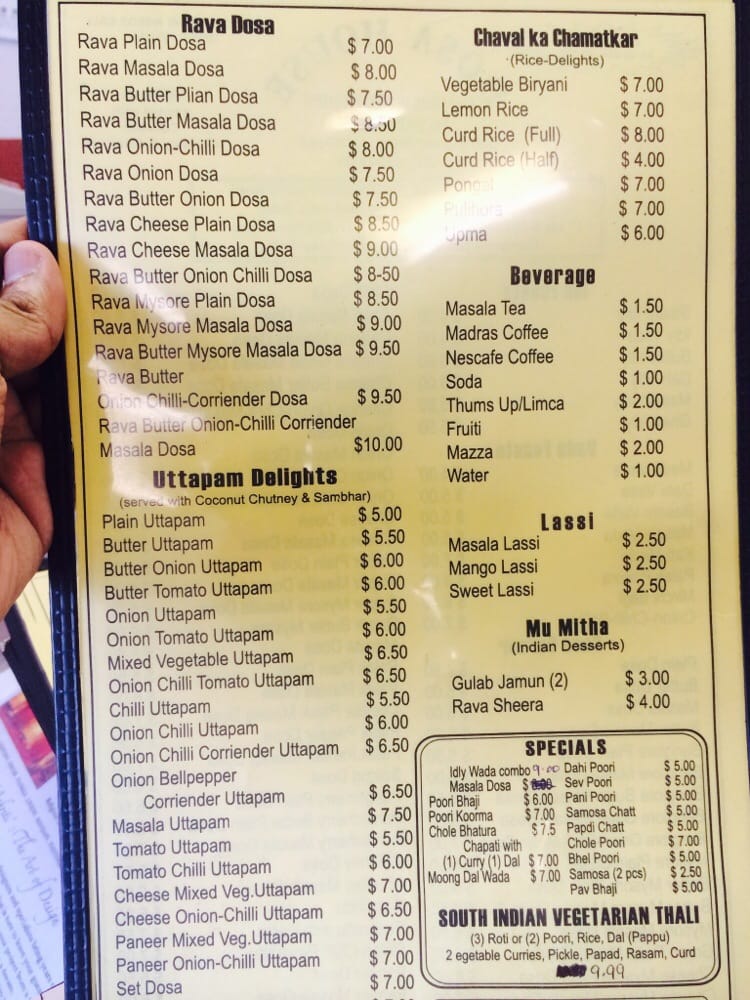 Rava Dosa
Rava Plain Dosa $ 7.00
Rava Masala Dosa $ 8.00
Rava Butter Plian Dosa $ 7.50
Rava Butter Masala Dosa $ 8.50
Rava Onion-Chilli Dosa $ 8.00
Rava Onion Dosa $ 7.50
Rava Butter Onion Dosa $ 7.50
Rava Cheese Plain Dosa $ 8.50
Rava Cheese Masala Dosa $ 9.00
Rava Butter Onion Chilli Dosa $ 8-50
Rava Mysore Plain Dosa $ 8.50
Rava Mysore Masala Dosa $ 9.00
Rava Butter Mysore Masala Dosa $ 9.50
Rava Butter
Onion Chilli-Corriender Dosa $ 9.50
Rava Butter Onion-Chilli Corriender
Masala Dosa $10.00
Uttapam Delights
(served with Coconut Chutney & Sambhar)
Plain Uttapam $ 5.00
Butter Uttapam $ 5.50
Butter Onion Uttapam $ 6.00
Butter Tomato Uttapam $ 6.00
Onion Uttapam $ 5.50
Onion Tomato Uttapam $ 6.00
Mixed Vegetable Uttapam $ 6.50
Onion Chilli Tomato Uttapam $ 6.50
Chilli Uttapam $ 5.50
Onion Chilli Uttapam $ 6.00
Onion Chilli Corriender Uttapam $ 6.50
Onion Bellpepper
Corriender Uttapam $ 6.50
Masala Uttapam $ 7.50
Tomato Uttapam $ 5.50
Tomato Chilli Uttapam $ 6.00
Cheese Mixed Veg.Uttapam $ 7.00
Cheese Onion-Chilli Uttapam $ 6.50
Paneer Mixed Veg.Uttapam $ 7.00
Paneer Onion-Chilli Uttapam $ 7.00
Set Dosa $ 7.00
Chaval ka Chamatkar
(Rice-Delights)
Vegetable Biryani $ 7.00
Lemon Rice $ 7.00
Curd Rice (Full) $ 8.00
Curd Rice (Half) $ 4.00
Pongal $ 7.00
Pulihora $ 7.00
Upma $ 6.00
Beverage
Masala Tea $ 1.50
Madras Coffee $ 1.50
Nescafe Coffee $ 1.50
Soda $ 1.00
Thums Up/Limca $ 2.00
Fruiti $ 1.00
Mazza $ 2.00
Water $ 1.00
Lassi
Masala Lassi $ 2.50
Mango Lassi $ 2.50
Sweet Lassi $ 2.50
Mu Mitha
(Indian Desserts)
Gulab Jamun (2) $ 3.00
Rava Sheera $ 4.00
SPECIALS
Idly Wada combo 9.00
Masala Dosa $
Poori Bhaji $ 6.00
Poori Koorma $ 7.00
Chole Bhatura $ 7.5
Chapati with
(1) Curry (1) Dal $ 7.00
Moong Dal Wada $ 7.00
Dahi Poori $ 5.00
Sev Poori $ 5.00
Pani Poori $ 5.00
Samosa Chatt $ 5.00
Papdi Chatt $ 5.00
Chole Poori $ 7.00
Bhel Poori $ 5.00
Samosa (2 pcs) $ 2.50
Pav Bhaji $ 5.00
SOUTH INDIAN VEGETARIAN THALI
(3) Roti or (2) Poori, Rice, Dal (Pappu)
2 egetable Curries, Pickle, Papad, Rasam, Curd
9.99